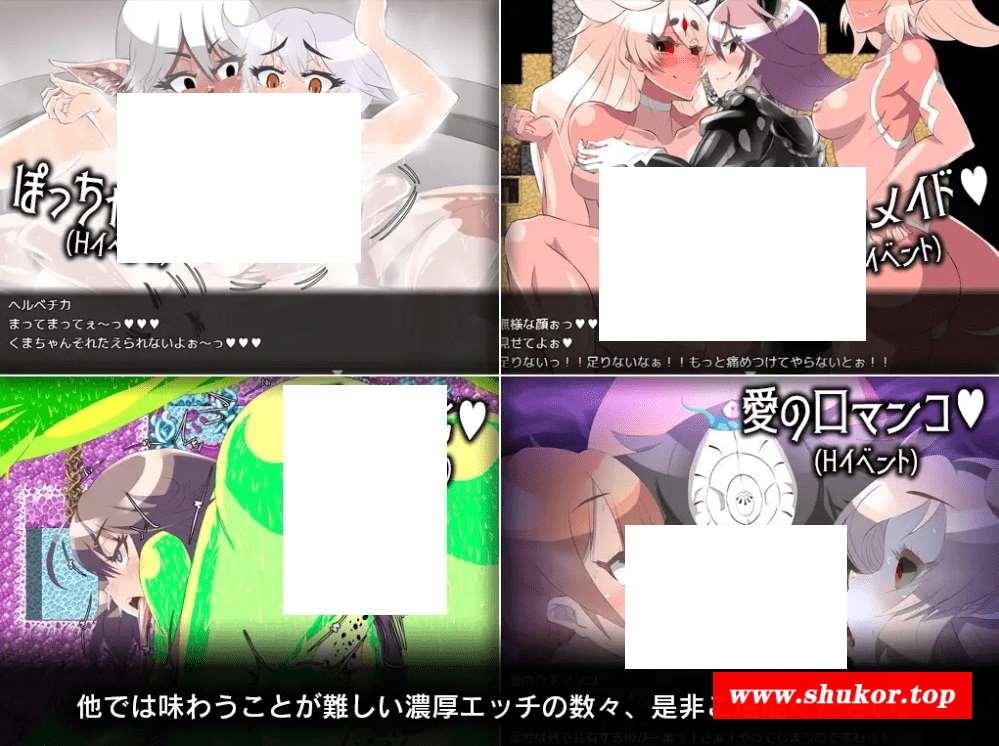 ぽっち
(Hイベ
ヘルベチカ
まってまってぇ～っ♥♥♥
くまちゃんそれたえられないよぉ～っ♥♥♥
メイド♥
イベント)
無様な顔ぉっ♥♥
見せてよぉ♥
足りないっ！！足りないなぁ！！もっと痛めつけてやらないとぉ！！
♥
愛の口マンコ♥
(Hイベント)
他では味わうことが難しい濃厚エッチの数々、是非
www.shukor.top